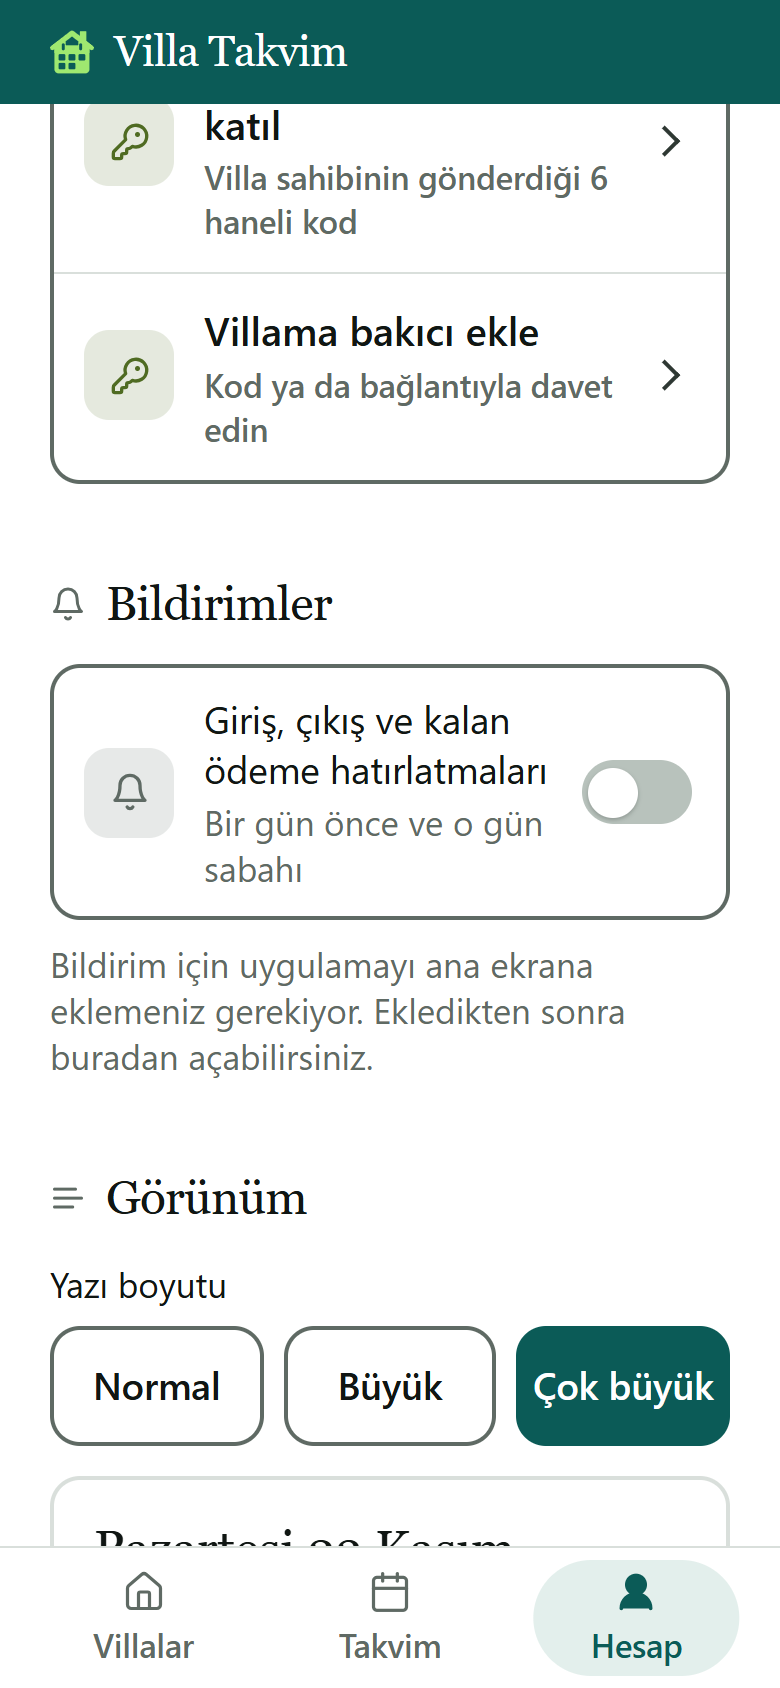 Villa Takvim
katıl
Villa sahibinin gönderdiği 6
haneli kod
Villama bakıcı ekle
Kod ya da bağlantıyla davet
edin
Bildirimler
Giriş, çıkış ve kalan
ödeme hatırlatmaları
Bir gün önce ve o gün
sabahı
Bildirim için uygulamayı ana ekrana
eklemeniz gerekiyor. Ekledikten sonra
buradan açabilirsiniz.
Görünüm
Yazı boyutu
Normal
Büyük
Çok büyük
Pazartesi Kasım
Villalar
Takvim
Hesap